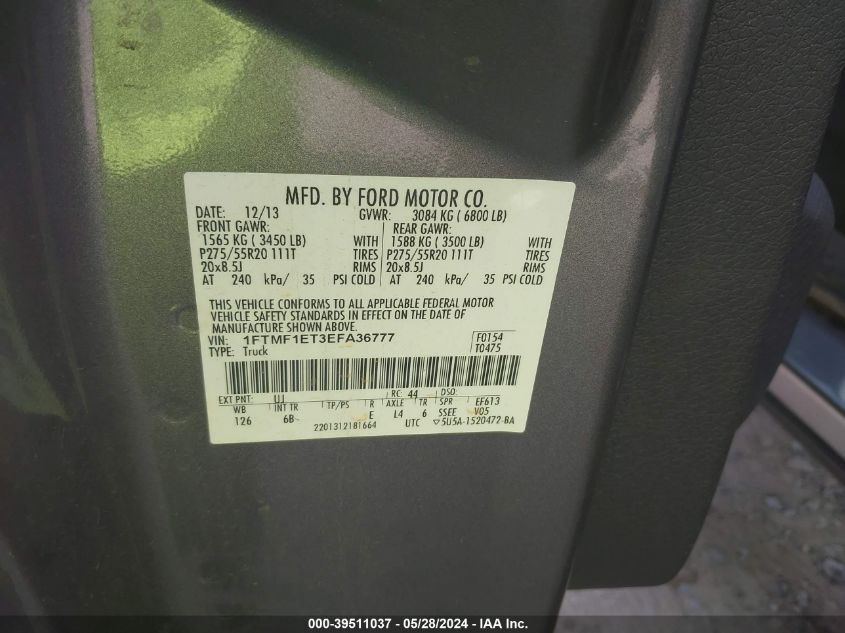 MFD. BY FORD MOTOR CO.
DATE: 12/13 GVWR: 3084 KG ( 6800 LB)
FRONT GAWR: REAR GAWR:
1565 KG ( 3450 LB) WITH 1588 KG ( 3500 LB) WITH
P275/55R20 111T TIRES P275/55R20 111T TIRES
20x8.5J RIMS 20x8.5J RIMS
AT 240 kPa/ 35 PSI COLD AT 240 kPa/ 35 PSI COLD
THIS VEHICLE CONFORMS TO ALL APPLICABLE FEDERAL MOTOR
VEHICLE SAFETY STANDARDS IN EFFECT ON THE DATE OF
MANUFACTURE SHOWN ABOVE.
VIN: 1FTMF1ET3EFA36777 F0154
TYPE: Truck T0475
EXT PNT: UJ RC: 44 DSO:
WB INT TR TP/PS R AXLE TR SPR EF613
126 6B E L4 6 5SEE V05
2201312181664 UTC ▽5U5A-1520472-BA
000-39511037 - 05/28/2024 - IAA Inc.